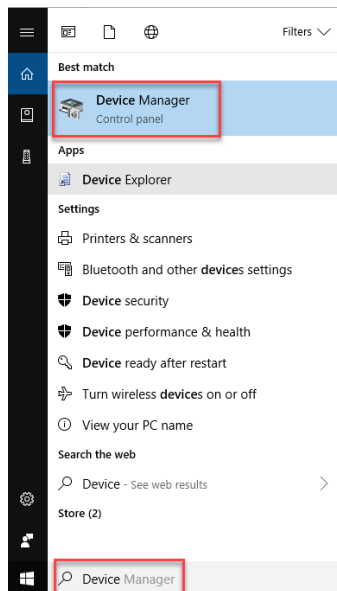 Filters
Best match
Device Manager
Control panel
Apps
Device Explorer
Settings
Printers & scanners
Bluetooth and other devices settings
Device security
Device performance & health
Device ready after restart
Turn wireless devices on or off
View your PC name
Search the web
Device - See web results
Store (2)
Device Manager